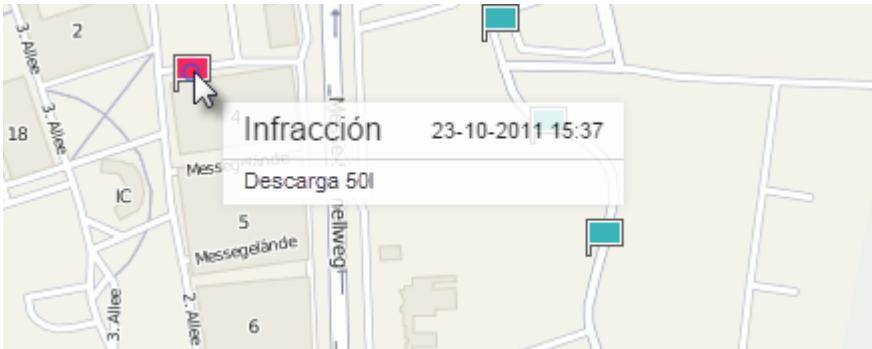 3. Allee
2
3. Allee
18
4
Infracción 23-10-2011 15:37
Descarga 50l
Messegelände
IC
5
Messegelände
3. Allee
2. Allee
6